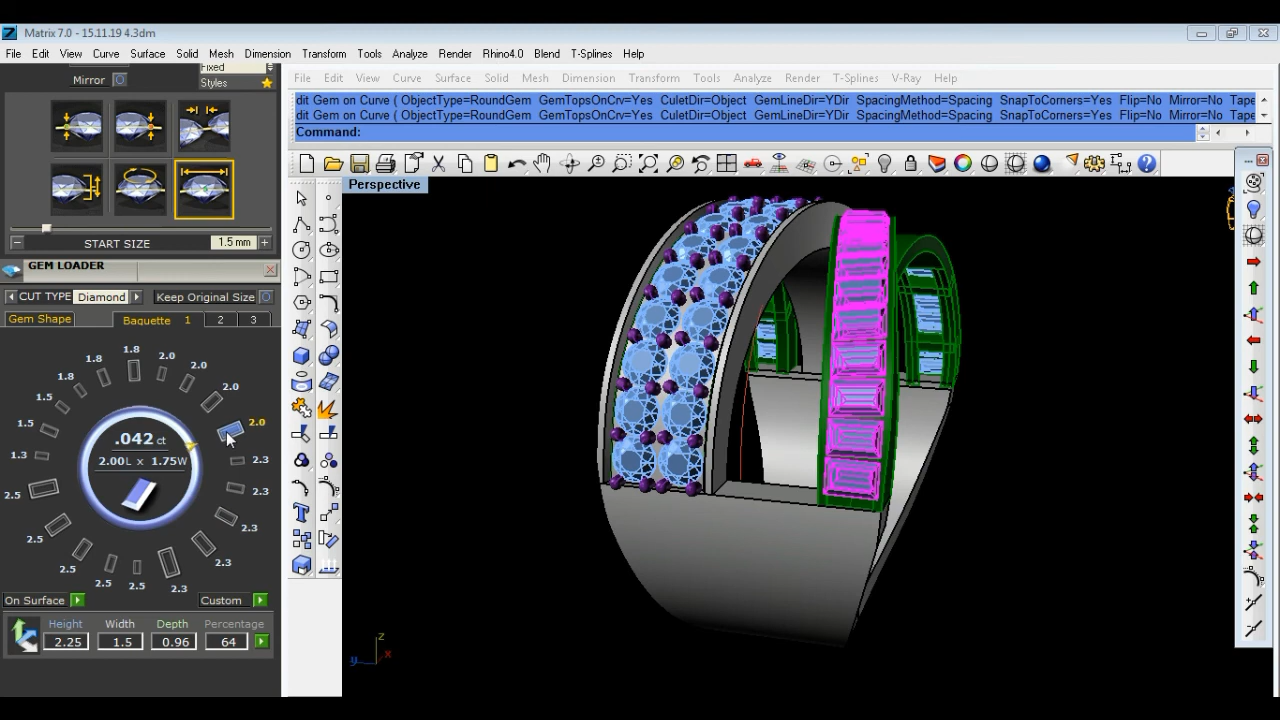 Matrix 7.0 - 15.11.19 4.3dm
File Edit View Curve Surface Solid Mesh Dimension Transform Tools Analyze Render Rhino4.0 Blend T-Splines Help
Fixed
Mirror
Styles
File Edit View Curve Surface Solid Mesh Dimension Transform Tools Analyze Render T-Splines V-Ray Help
dit Gem on Curve ( ObjectType=RoundGem GemTopsOnCrv=Yes CuletDir=Object GemLineDir=YDir SpacingMethod=Spacing SnapToCorners=Yes Flip=No Mirror=No Tape
dit Gem on Curve ( ObjectType=RoundGem GemTopsOnCrv=Yes CuletDir=Object GemLineDir=YDir SpacingMethod=Spacing SnapToCorners=Yes Flip=No Mirror=No Tape
Command:
Perspective
START SIZE 1.5 mm
GEM LOADER
CUT TYPE Diamond Keep Original Size
Gem Shape Baguette 1 2 3
1.8
1.8 2.0
1.8 2.0
1.5 2.0
1.5 2.0
1.3 2.3
2.5 2.3
2.5 2.3
2.5 2.3
2.5 2.5 2.3
.042 ct
2.00L x 1.75W
On Surface Custom
Height Width Depth Percentage
2.25 1.5 0.96 64
z
y x